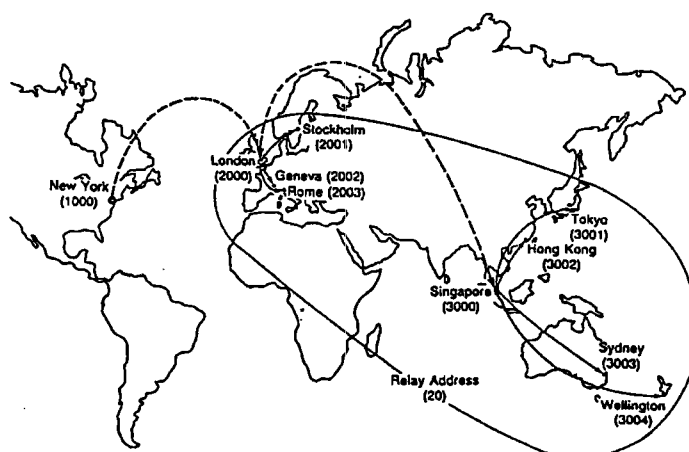 Stockholm
(2001)
London
(2000)
Geneva (2002)
Rome (2003)
New York
(1000)
Tokyo
(3001)
Hong Kong
(3002)
Singapore
(3000)
Sydney
(3003)
Relay Address
(20)
Wellington
(3004)